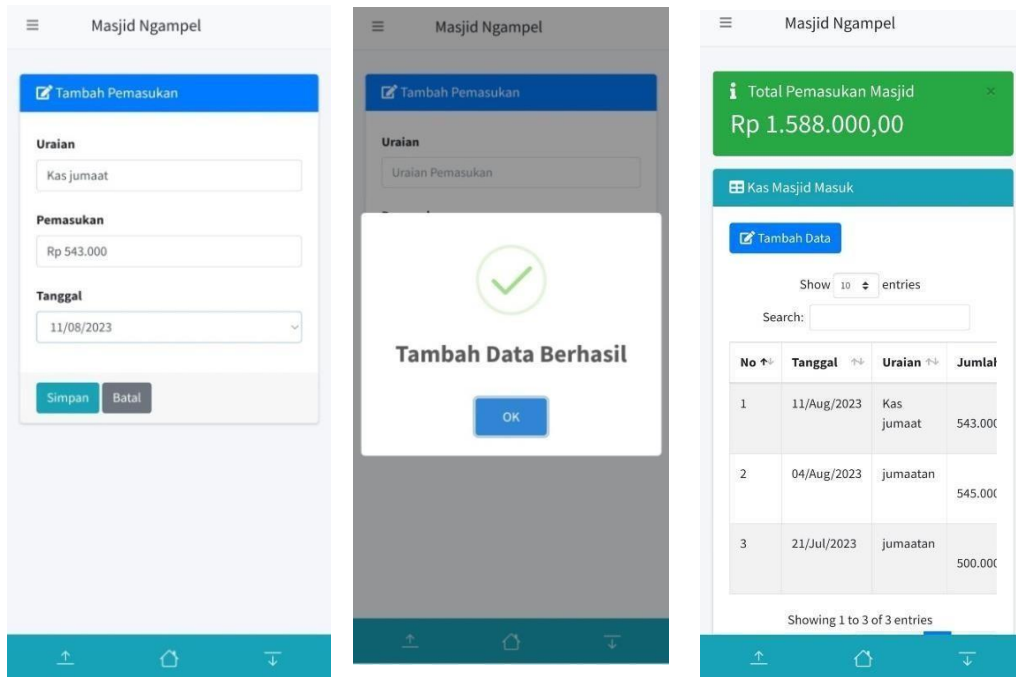 Masjid Ngampel
Tambah Pemasukan
Uraian
Kas jumaat
Pemasukan
Rp 543.000
Tanggal
11/08/2023
Simpan Batal
Masjid Ngampel
Tambah Pemasukan
Uraian
Uraian Pemasukan
Tambah Data Berhasil
OK
Masjid Ngampel
Total Pemasukan Masjid ×
Rp 1.588.000,00
Kas Masjid Masuk
Tambah Data
Show 10 entries
Search:
No Tanggal Uraian Jumlah
1 11/Aug/2023 Kas
jumaat 543.000
2 04/Aug/2023 jumaatan
545.000
3 21/Jul/2023 jumaatan
500.000
Showing 1 to 3 of 3 entries